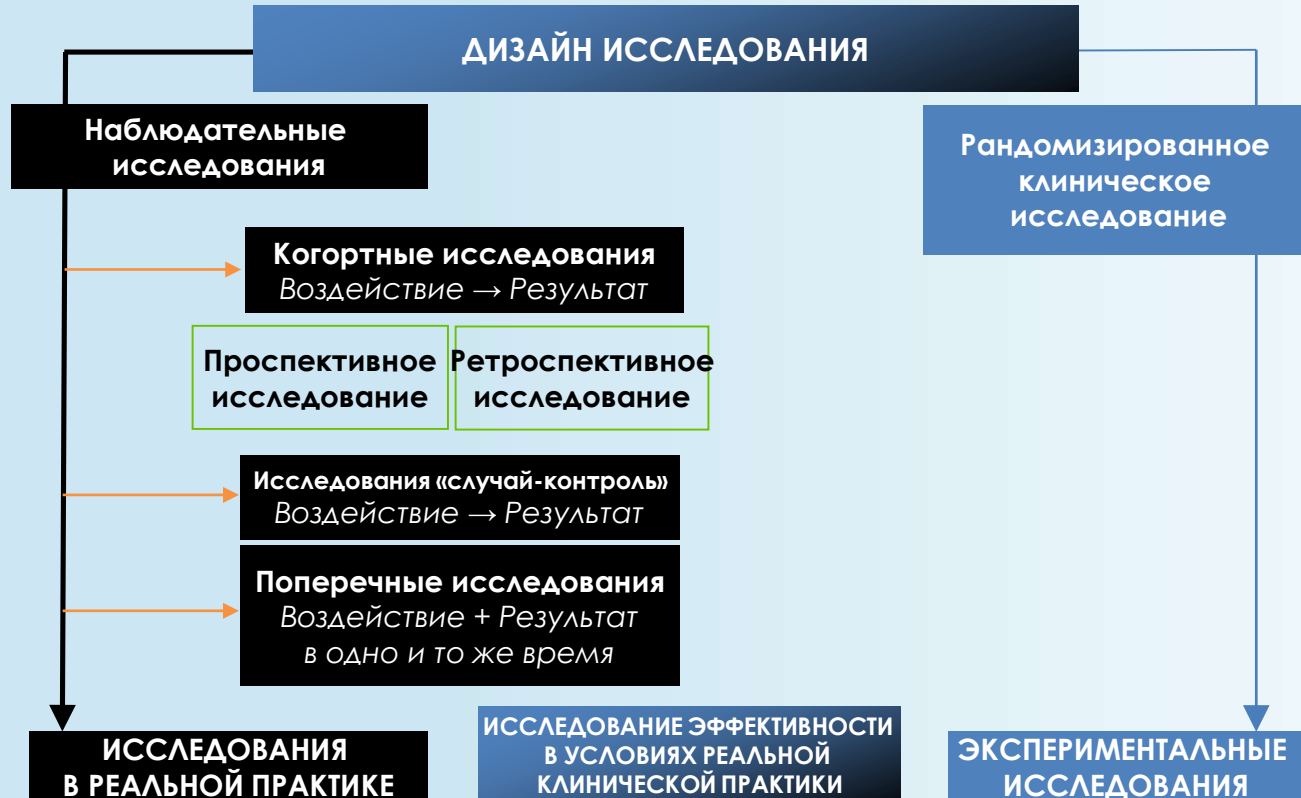 ДИЗАЙН ИССЛЕДОВАНИЯ
Наблюдательные
исследования
Рандомизированное
клиническое
исследование
Когортные исследования
Воздействие → Результат
Проспективное
исследование
Ретроспективное
исследование
Исследования «случай-контроль»
Воздействие → Результат
Поперечные исследования
Воздействие + Результат
в одно и то же время
ИССЛЕДОВАНИЯ
В РЕАЛЬНОЙ ПРАКТИКЕ
ИССЛЕДОВАНИЕ ЭФФЕКТИВНОСТИ
В УСЛОВИЯХ РЕАЛЬНОЙ
КЛИНИЧЕСКОЙ ПРАКТИКИ
ЭКСПЕРИМЕНТАЛЬНЫЕ
ИССЛЕДОВАНИЯ